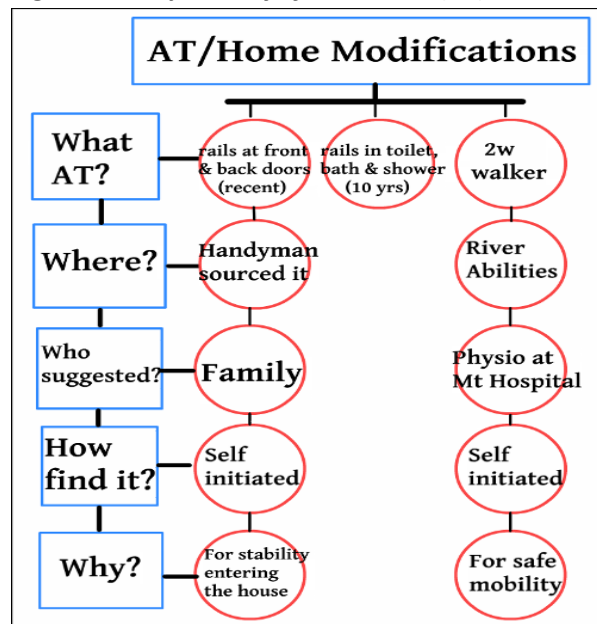 AT/Home Modifications
What
AT?
rails at front
& back doors
(recent)
rails in toilet,
bath & shower
(10 yrs)
2w
walker
Where?
Handyman
sourced it
River
Abilities
Who
suggested?
Family
Physio at
Mt Hospital
How
find it?
Self
initiated
Self
initiated
Why?
For stability
entering
the house
For safe
mobility